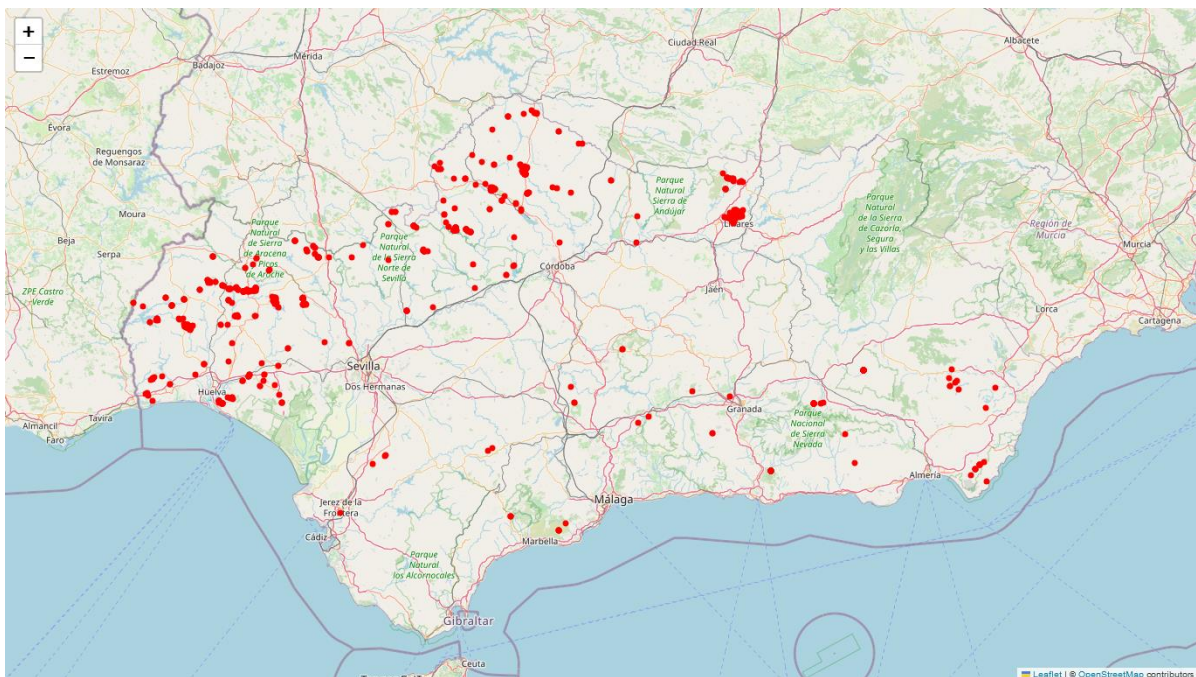 +
−
Ciudad Real
Albacete
Estremoz
Badajoz
Mérida
Évora
Reguengos
de Monsaraz
Parque
Natural
Sierra de
Andújar
Parque
Natural
de la Sierra
de Cazorla,
Segura
y las Villas
Moura
Beja
Serpa
Parque
Natural
de Sierra
de Aracena
y Picos
de Aroche
Parque
Natural
de la Sierra
Norte de
Sevilla
Linares
Región de
Murcia
Murcia
Córdoba
Jaén
ZPE Castro
Verde
Lorca
Cartagena
Sevilla
Dos Hermanas
Huelva
Tavira
Almancil
Faro
Granada
Parque
Nacional
de Sierra
Nevada
Almería
Jerez de la
Frontera
Málaga
Cádiz
Marbella
Parque
Natural
los Alcornocales
Gibraltar
Ceuta
Leaflet | © OpenStreetMap contributors